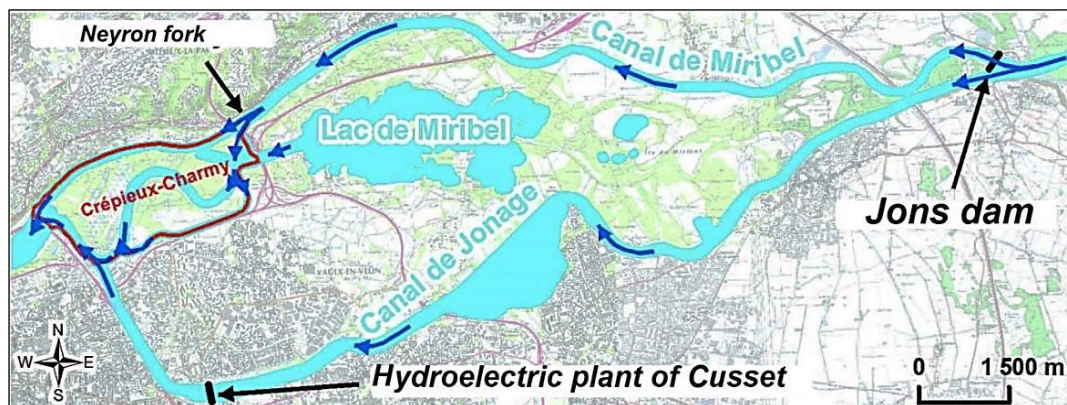 Neyron fork
Canal de Miribel
Lac de Miribel
Crépieux-Charmy
Jons dam
Canal de Jonage
VAULX-EN-VELIN
N
W E
S
Hydroelectric plant of Cusset
0 1 500 m